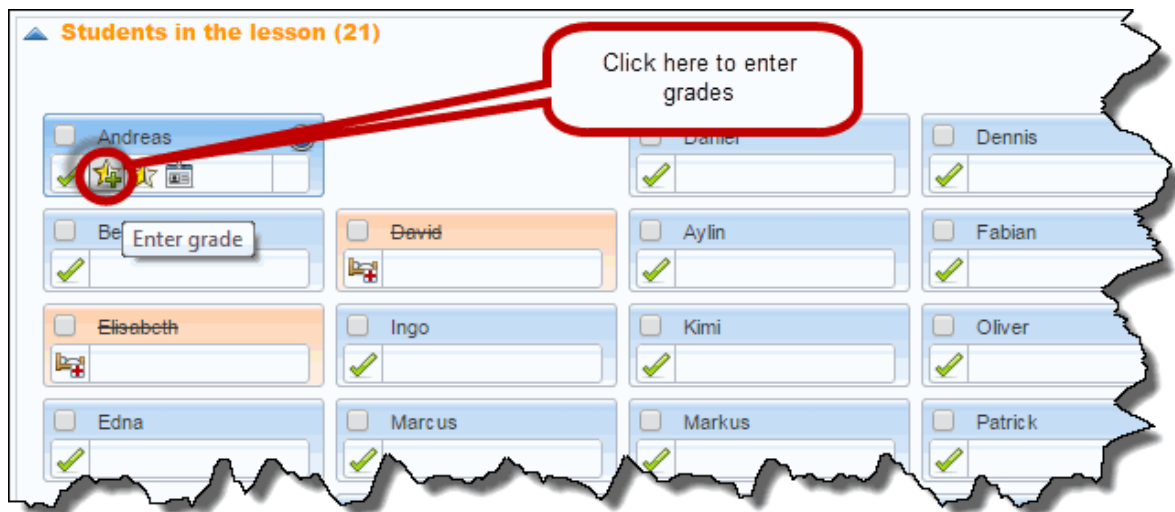 Students in the lesson (21)
Click here to enter
grades
Andreas
Daniel
Dennis
Be
Enter grade
David
Aylin
Fabian
Elisabeth
Ingo
Kimi
Oliver
Edna
Marcus
Markus
Patrick